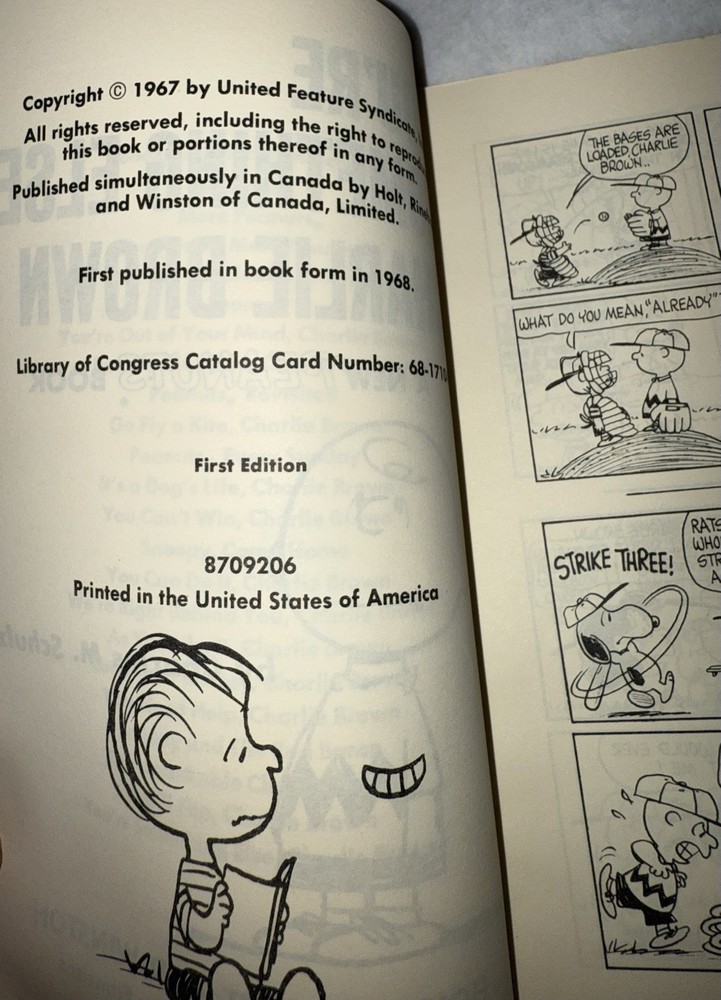 Copyright © 1967 by United Feature Syndicate,
All rights reserved, including the right to
this book or portions thereof in any form.
Published simultaneously in Canada by Holt,
and Winston of Canada, Limited.
First published in book form in 1968.
Library of Congress Catalog Card Number:
First Edition
8709206
Printed in the United States of America
THE BASES ARE
LOADED, CHARLIE
BROWN..
WHAT DO YOU MEAN, "ALREADY"?
STRIKE THREE!
RATS